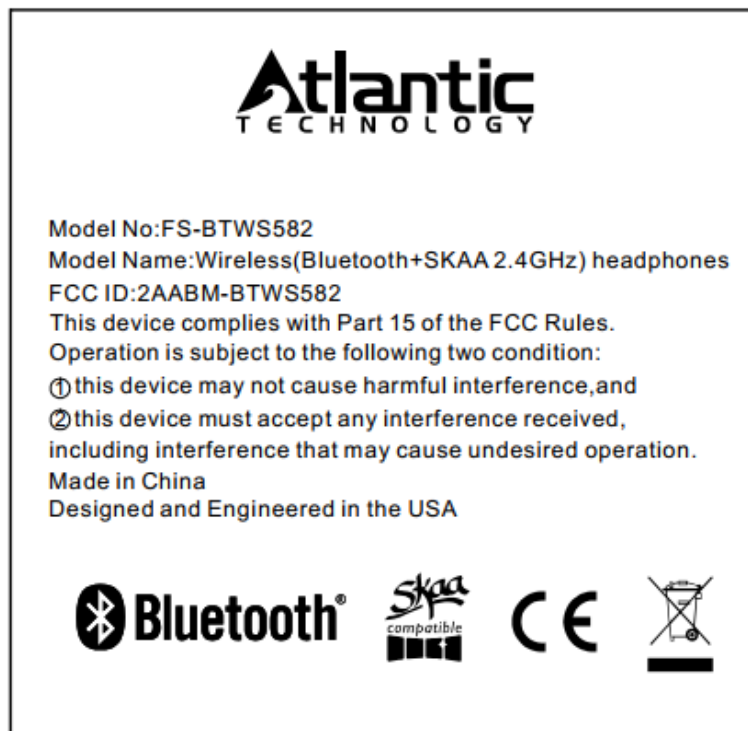 Atlantic
TECHNOLOGY
Model No:FS-BTWS582
Model Name:Wireless(Bluetooth+SKAA 2.4GHz) headphones
FCC ID:2AABM-BTWS582
This device complies with Part 15 of the FCC Rules.
Operation is subject to the following two condition:
①this device may not cause harmful interference,and
②this device must accept any interference received,
including interference that may cause undesired operation.
Made in China
Designed and Engineered in the USA
Bluetooth® Skaa CE
compatible